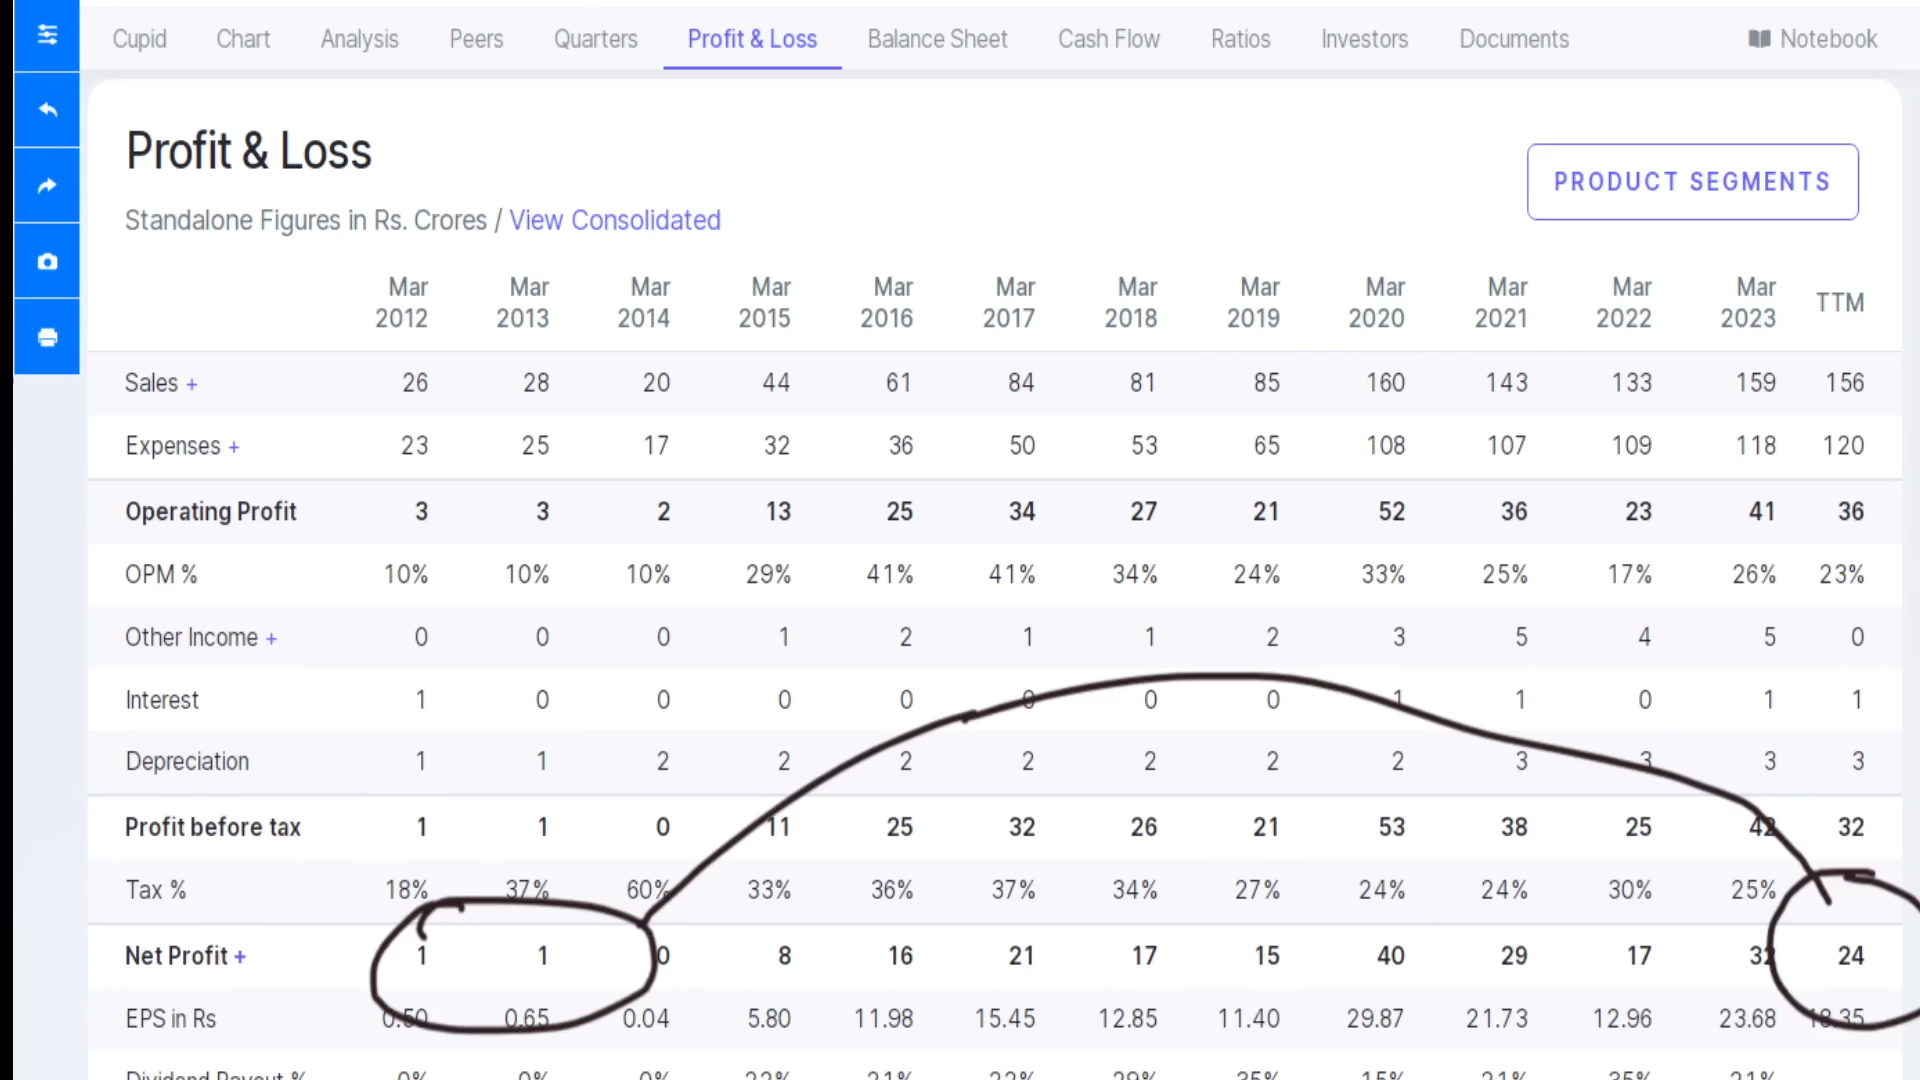 Cupid Chart Analysis Peers Quarters Profit & Loss Balance Sheet Cash Flow Ratios Investors Documents Notebook
Profit & Loss
PRODUCT SEGMENTS
Standalone Figures in Rs. Crores / View Consolidated
Mar Mar Mar Mar Mar Mar Mar Mar Mar Mar Mar Mar
2012 2013 2014 2015 2016 2017 2018 2019 2020 2021 2022 2023 TTM
Sales + 26 28 20 44 61 84 81 85 160 143 133 159 156
Expenses + 23 25 17 32 36 50 53 65 108 107 109 118 120
Operating Profit 3 3 2 13 25 34 27 21 52 36 23 41 36
OPM % 10% 10% 10% 29% 41% 41% 34% 24% 33% 25% 17% 26% 23%
Other Income + 0 0 0 1 2 1 1 2 3 5 4 5 0
Interest 1 0 0 0 0 0 0 0 1 1 0 1 1
Depreciation 1 1 2 2 2 2 2 2 2 3 3 3 3
Profit before tax 1 1 0 11 25 32 26 21 53 38 25 42 32
Tax % 18% 37% 60% 33% 36% 37% 34% 27% 24% 24% 30% 25%
Net Profit + 1 1 0 8 16 21 17 15 40 29 17 32 24
EPS in Rs 0.50 0.65 0.04 5.80 11.98 15.45 12.85 11.40 29.87 21.73 12.96 23.68 18.35
Dividend Payout %